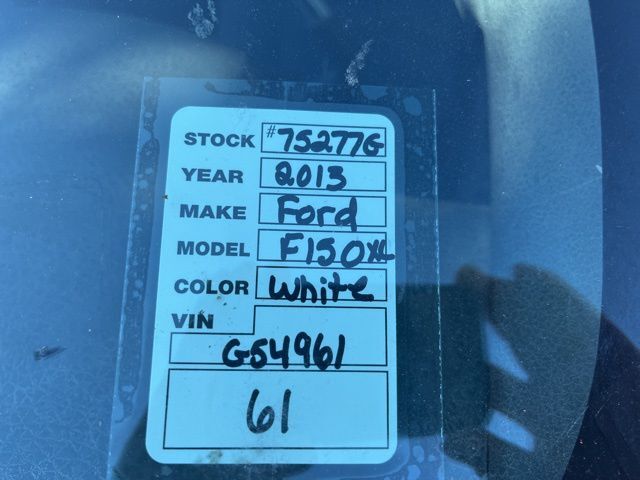 STOCK #75277G
YEAR 2013
MAKE Ford
MODEL F150XL
COLOR White
VIN
G54961
61